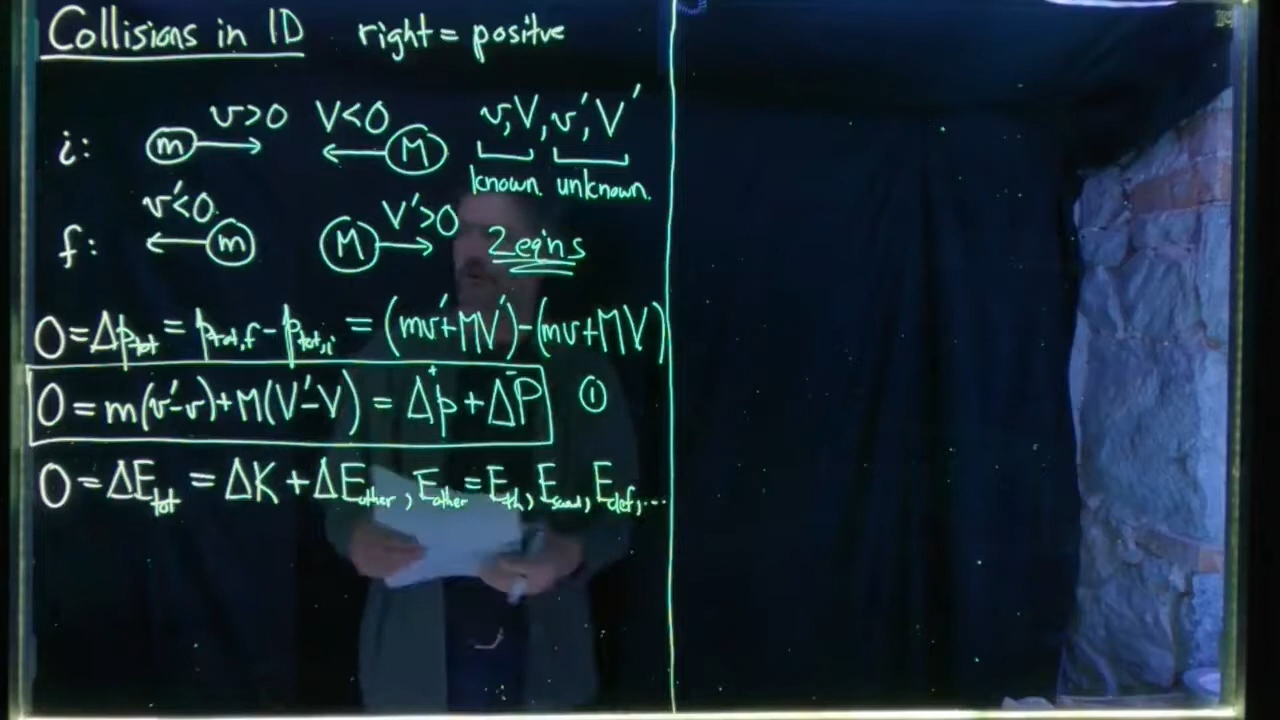 Collisions in 1D right = positive
i: m v>0 V<0 M v, V, v', V'
known. unknown.
f: v'<0 m M V'>0 2 eqns
0 = Δp_tot = p_tot,f - p_tot,i = (mv'+MV')-(mv+MV)
0 = m(v'-v)+M(V'-V) = Δp⁺ + ΔP⁻ ①
0 = ΔE_tot = ΔK + ΔE_other, E_other = E_th, E_sound, E_def, ...